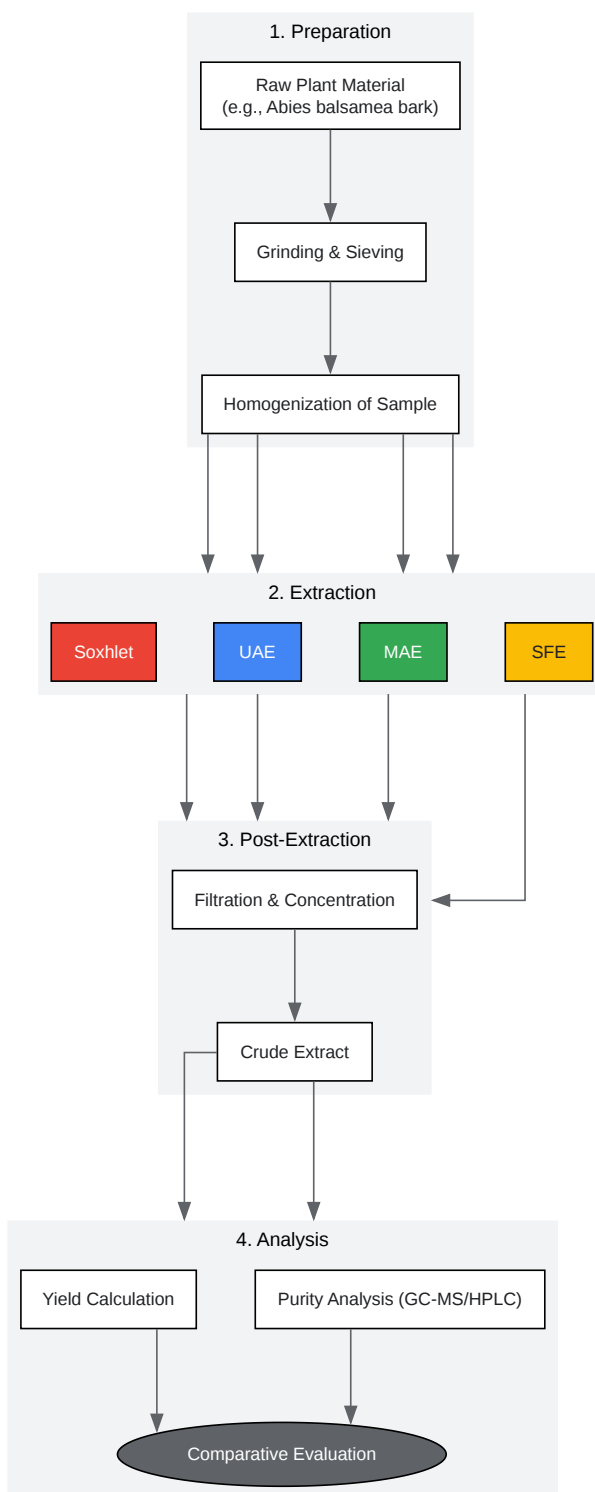 1. Preparation
Raw Plant Material
(e.g., Abies balsamea bark)
Grinding & Sieving
Homogenization of Sample
2. Extraction
Soxhlet
UAE
MAE
SFE
3. Post-Extraction
Filtration & Concentration
Crude Extract
4. Analysis
Yield Calculation
Purity Analysis (GC-MS/HPLC)
Comparative Evaluation